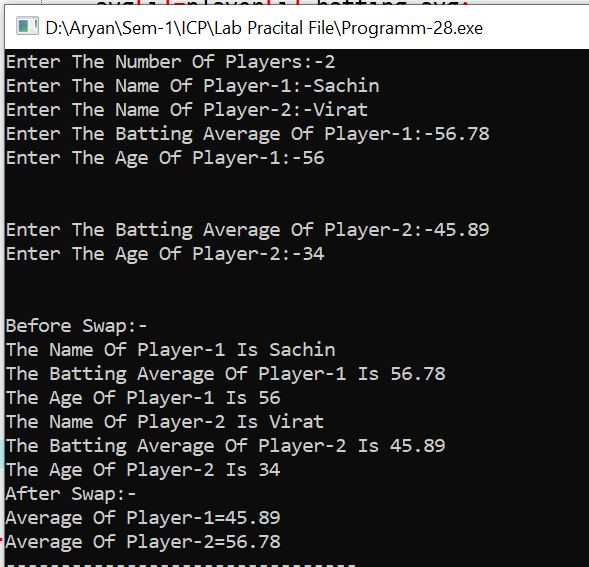 avg[i]=player[i].batting_avg;
D:\Aryan\Sem-1\ICP\Lab Pracital File\Programm-28.exe
Enter The Number Of Players:-2
Enter The Name Of Player-1:-Sachin
Enter The Name Of Player-2:-Virat
Enter The Batting Average Of Player-1:-56.78
Enter The Age Of Player-1:-56
Enter The Batting Average Of Player-2:-45.89
Enter The Age Of Player-2:-34
Before Swap:-
The Name Of Player-1 Is Sachin
The Batting Average Of Player-1 Is 56.78
The Age Of Player-1 Is 56
The Name Of Player-2 Is Virat
The Batting Average Of Player-2 Is 45.89
The Age Of Player-2 Is 34
After Swap:-
Average Of Player-1=45.89
Average Of Player-2=56.78
--------------------------------